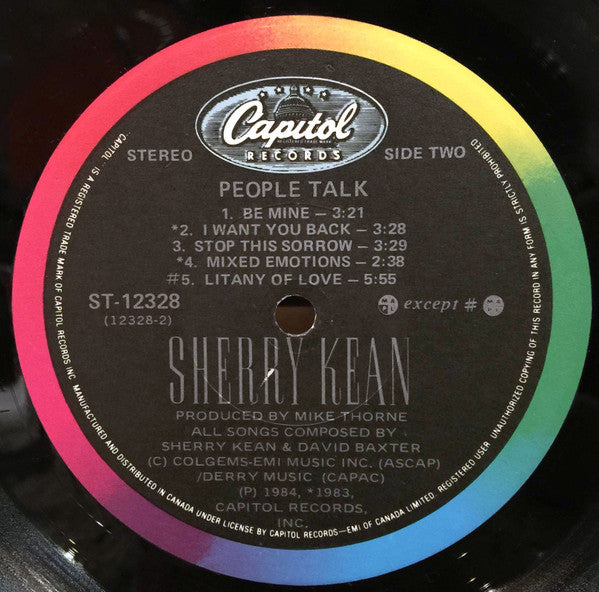 Capitol
REGISTERED TRADE MARK
RECORDS
STEREO
SIDE TWO
PEOPLE TALK
1. BE MINE – 3:21
*2. I WANT YOU BACK – 3:28
3. STOP THIS SORROW – 3:29
*4. MIXED EMOTIONS – 2:38
#5. LITANY OF LOVE – 5:55
ST-12328
(12328-2)
except #
SHERRY KEAN
PRODUCED BY MIKE THORNE
ALL SONGS COMPOSED BY
SHERRY KEAN & DAVID BAXTER
(C) COLGEMS-EMI MUSIC INC. (ASCAP)
/DERRY MUSIC (CAPAC)
(P) 1984, *1983,
CAPITOL RECORDS,
INC.
CAPITOL IS A REGISTERED TRADE MARK OF CAPITOL RECORDS INC MANUFACTURED AND DISTRIBUTED IN CANADA UNDER LICENSE BY CAPITOL RECORDS—EMI OF CANADA LIMITED, REGISTERED USER UNAUTHORIZED COPYING OF THIS RECORD IN ANY FORM IS STRICTLY PROHIBITED